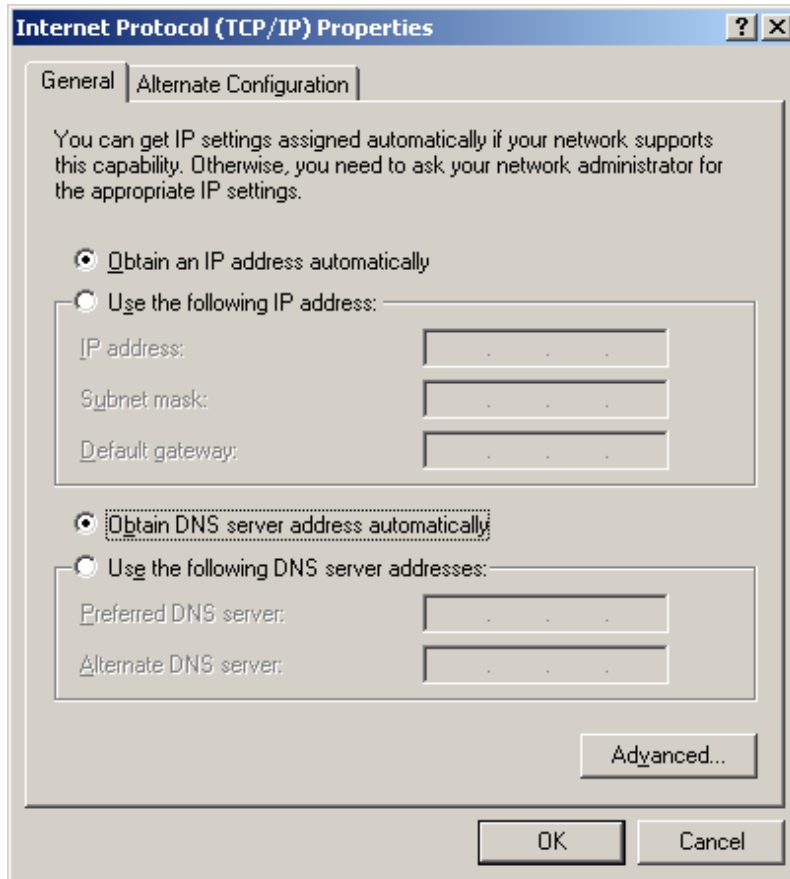 Internet Protocol (TCP/IP) Properties
General
Alternate Configuration
You can get IP settings assigned automatically if your network supports
this capability. Otherwise, you need to ask your network administrator for
the appropriate IP settings.
Obtain an IP address automatically
Use the following IP address:
IP address:
Subnet mask:
Default gateway:
Obtain DNS server address automatically
Use the following DNS server addresses:
Preferred DNS server:
Alternate DNS server:
Advanced...
OK
Cancel